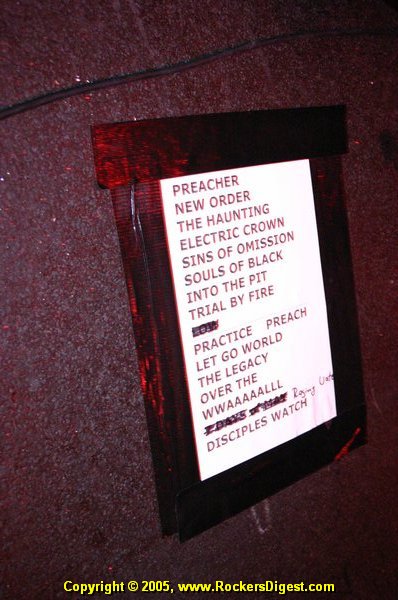 PREACHER
NEW ORDER
THE HAUNTING
ELECTRIC CROWN
SINS OF OMISSION
SOULS OF BLACK
INTO THE PIT
TRIAL BY FIRE
PRACTICE PREACH
LET GO WORLD
THE LEGACY
OVER THE
WWAAAAALLL
Raging
DISCIPLES WATCH
Copyright © 2005, www.RockersDigest.com